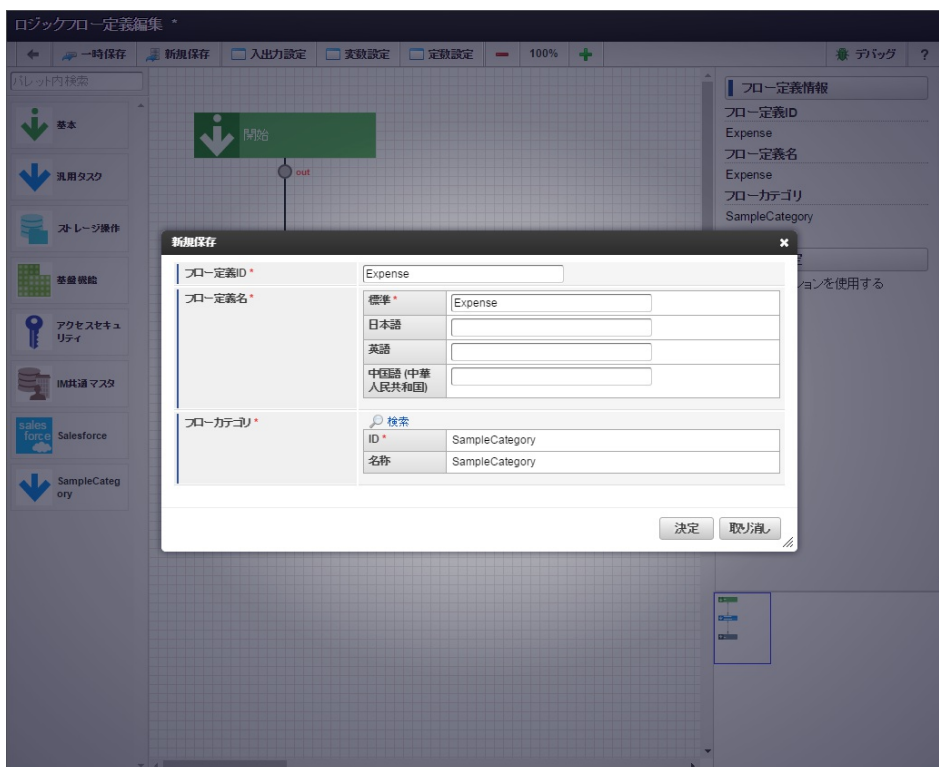 ロジックフロー定義編集 *
一時保存 新規保存 入出力設定 変数設定 定数設定 100% デバッグ ?
パレット内検索
基本
汎用タスク
ストレージ操作
基盤機能
アクセスセキュ
リティ
IM共通マスタ
sales
force
Salesforce
SampleCateg
ory
開始
out
フロー定義情報
フロー定義ID
Expense
フロー定義名
Expense
フローカテゴリ
SampleCategory
ションを使用する
新規保存
フロー定義ID *
Expense
フロー定義名 *
標準 *
Expense
日本語
英語
中国語 (中華
人民共和国)
フローカテゴリ *
検索
ID *
SampleCategory
名称
SampleCategory
決定 取り消し